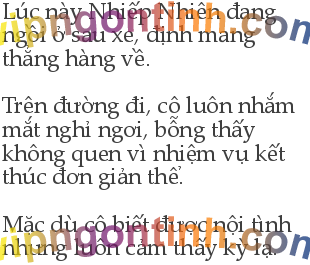 Lúc này Nhiếp Nhiên đang
ngồi ở sau xe, định mang
thắng hàng về.
Trên đường đi, cô luôn nhắm
mắt nghỉ ngơi, bỗng thấy
không quen vì nhiệm vụ kết
thúc đơn giản thế.
Mặc dù cô biết được nội tình
nhưng luôn cảm thấy kỳ lạ.